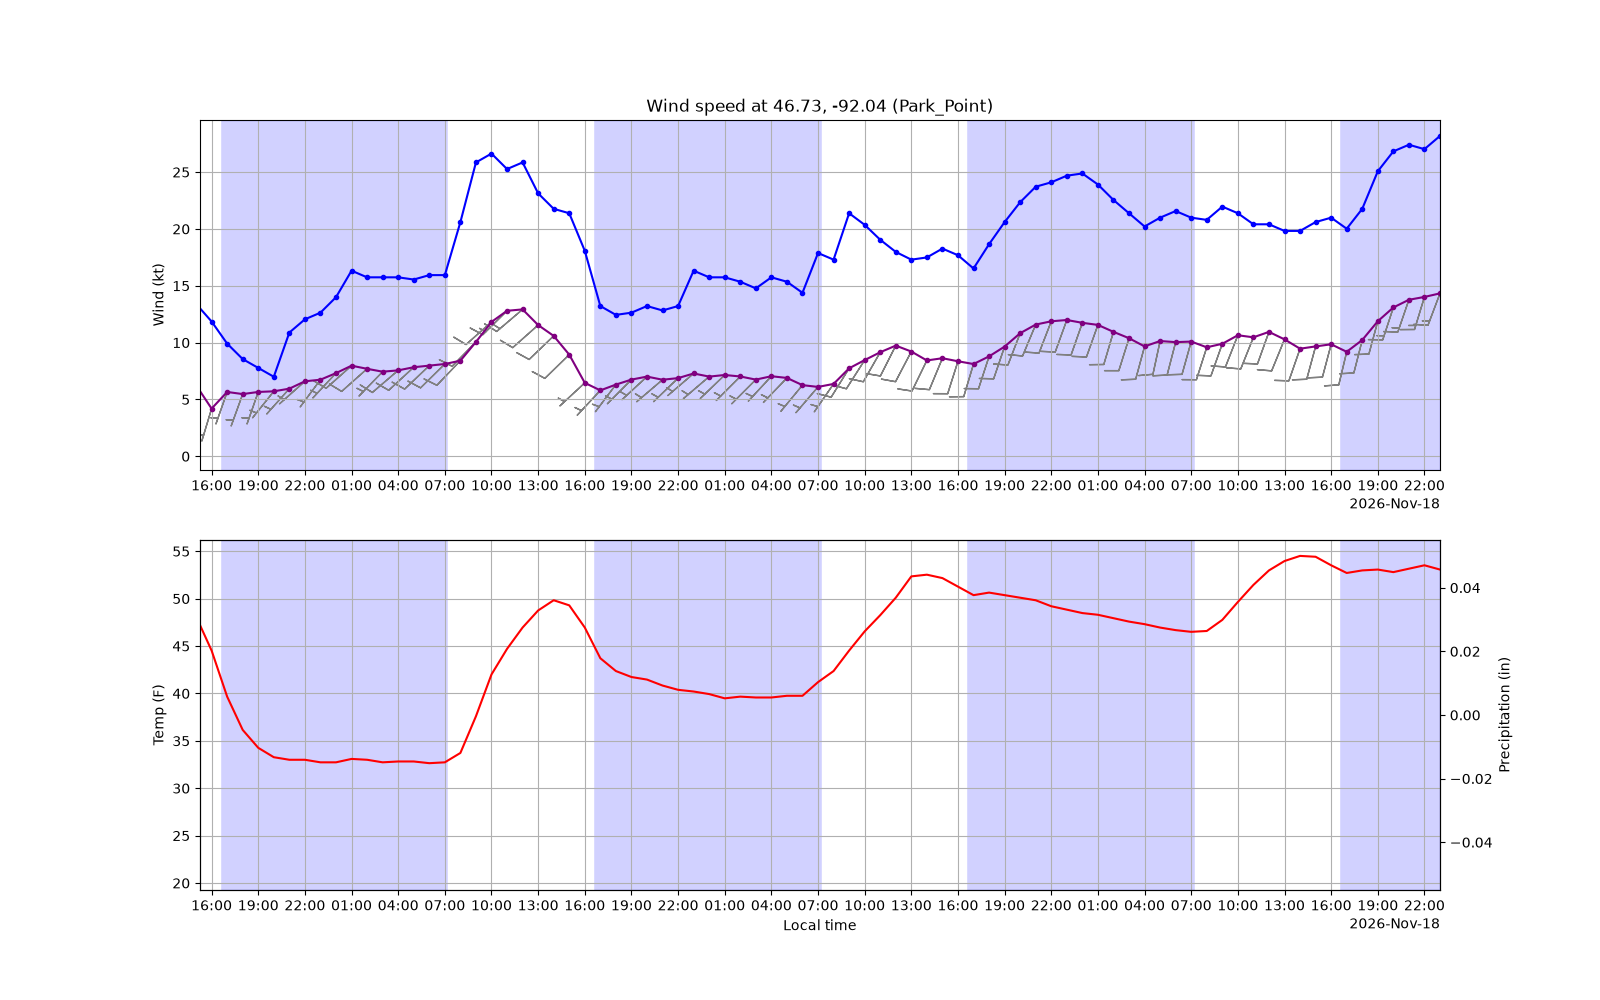 Wind speed at 46.73, -92.04 (Park_Point)
Wind (kt)
25
20
15
10
5
0
16:00 19:00 22:00 01:00 04:00 07:00 10:00 13:00 16:00 19:00 22:00 01:00 04:00 07:00 10:00 13:00 16:00 19:00 22:00 01:00 04:00 07:00 10:00 13:00 16:00 19:00 22:00
2026-Nov-18
Temp (F)
55
50
45
40
35
30
25
20
0.04
0.02
0.00
−0.02
−0.04
Precipitation (in)
16:00 19:00 22:00 01:00 04:00 07:00 10:00 13:00 16:00 19:00 22:00 01:00 04:00 07:00 10:00 13:00 16:00 19:00 22:00 01:00 04:00 07:00 10:00 13:00 16:00 19:00 22:00
Local time
2026-Nov-18